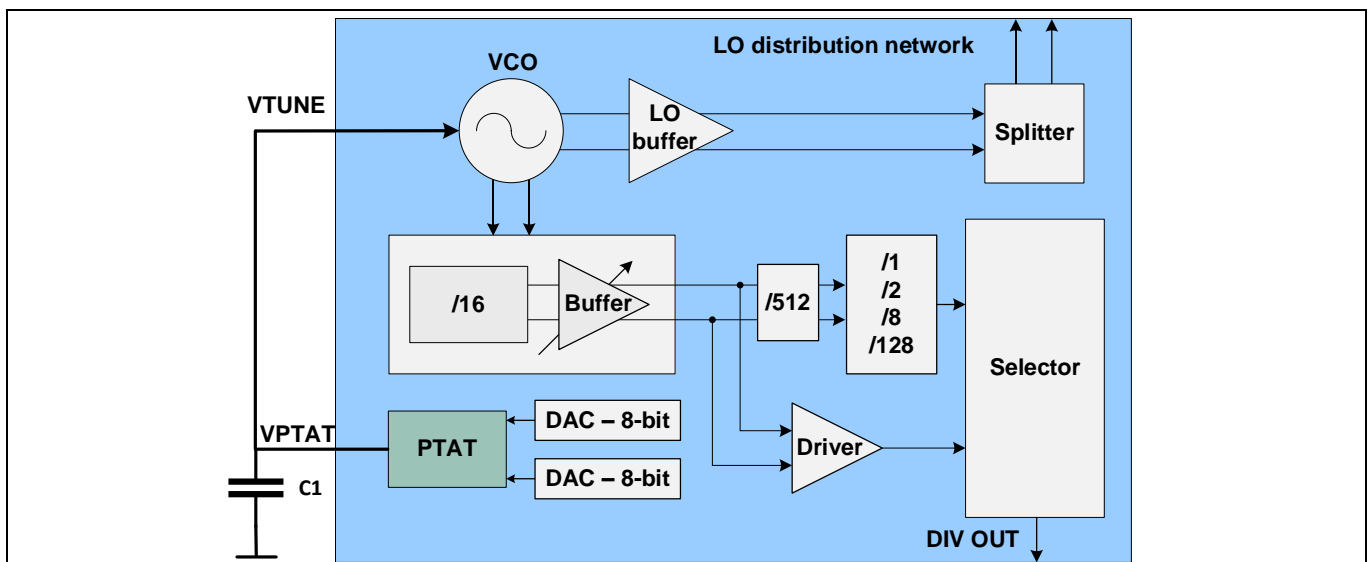 LO distribution network
VCO
VTUNE
LO
buffer
Splitter
/16
Buffer
/512
/1
/2
/8
/128
Selector
VPTAT
PTAT
DAC – 8-bit
DAC – 8-bit
Driver
C1
DIV OUT